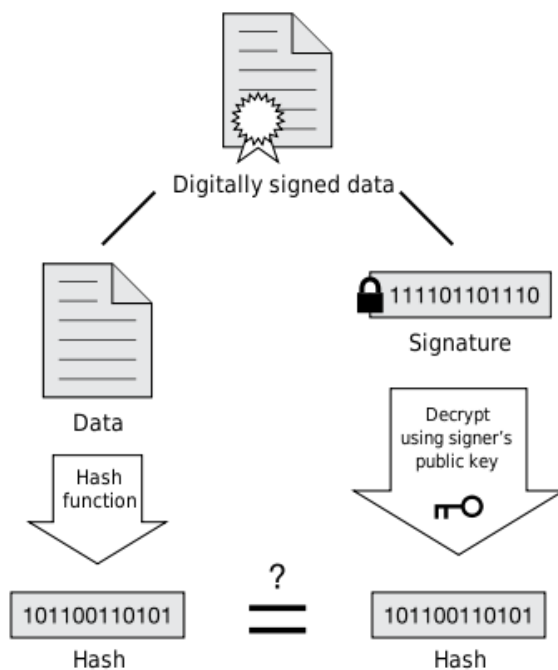 Digitally signed data
Data
Hash
function
101100110101
Hash
111101101110
Signature
Decrypt
using signer's
public key
?
=
101100110101
Hash